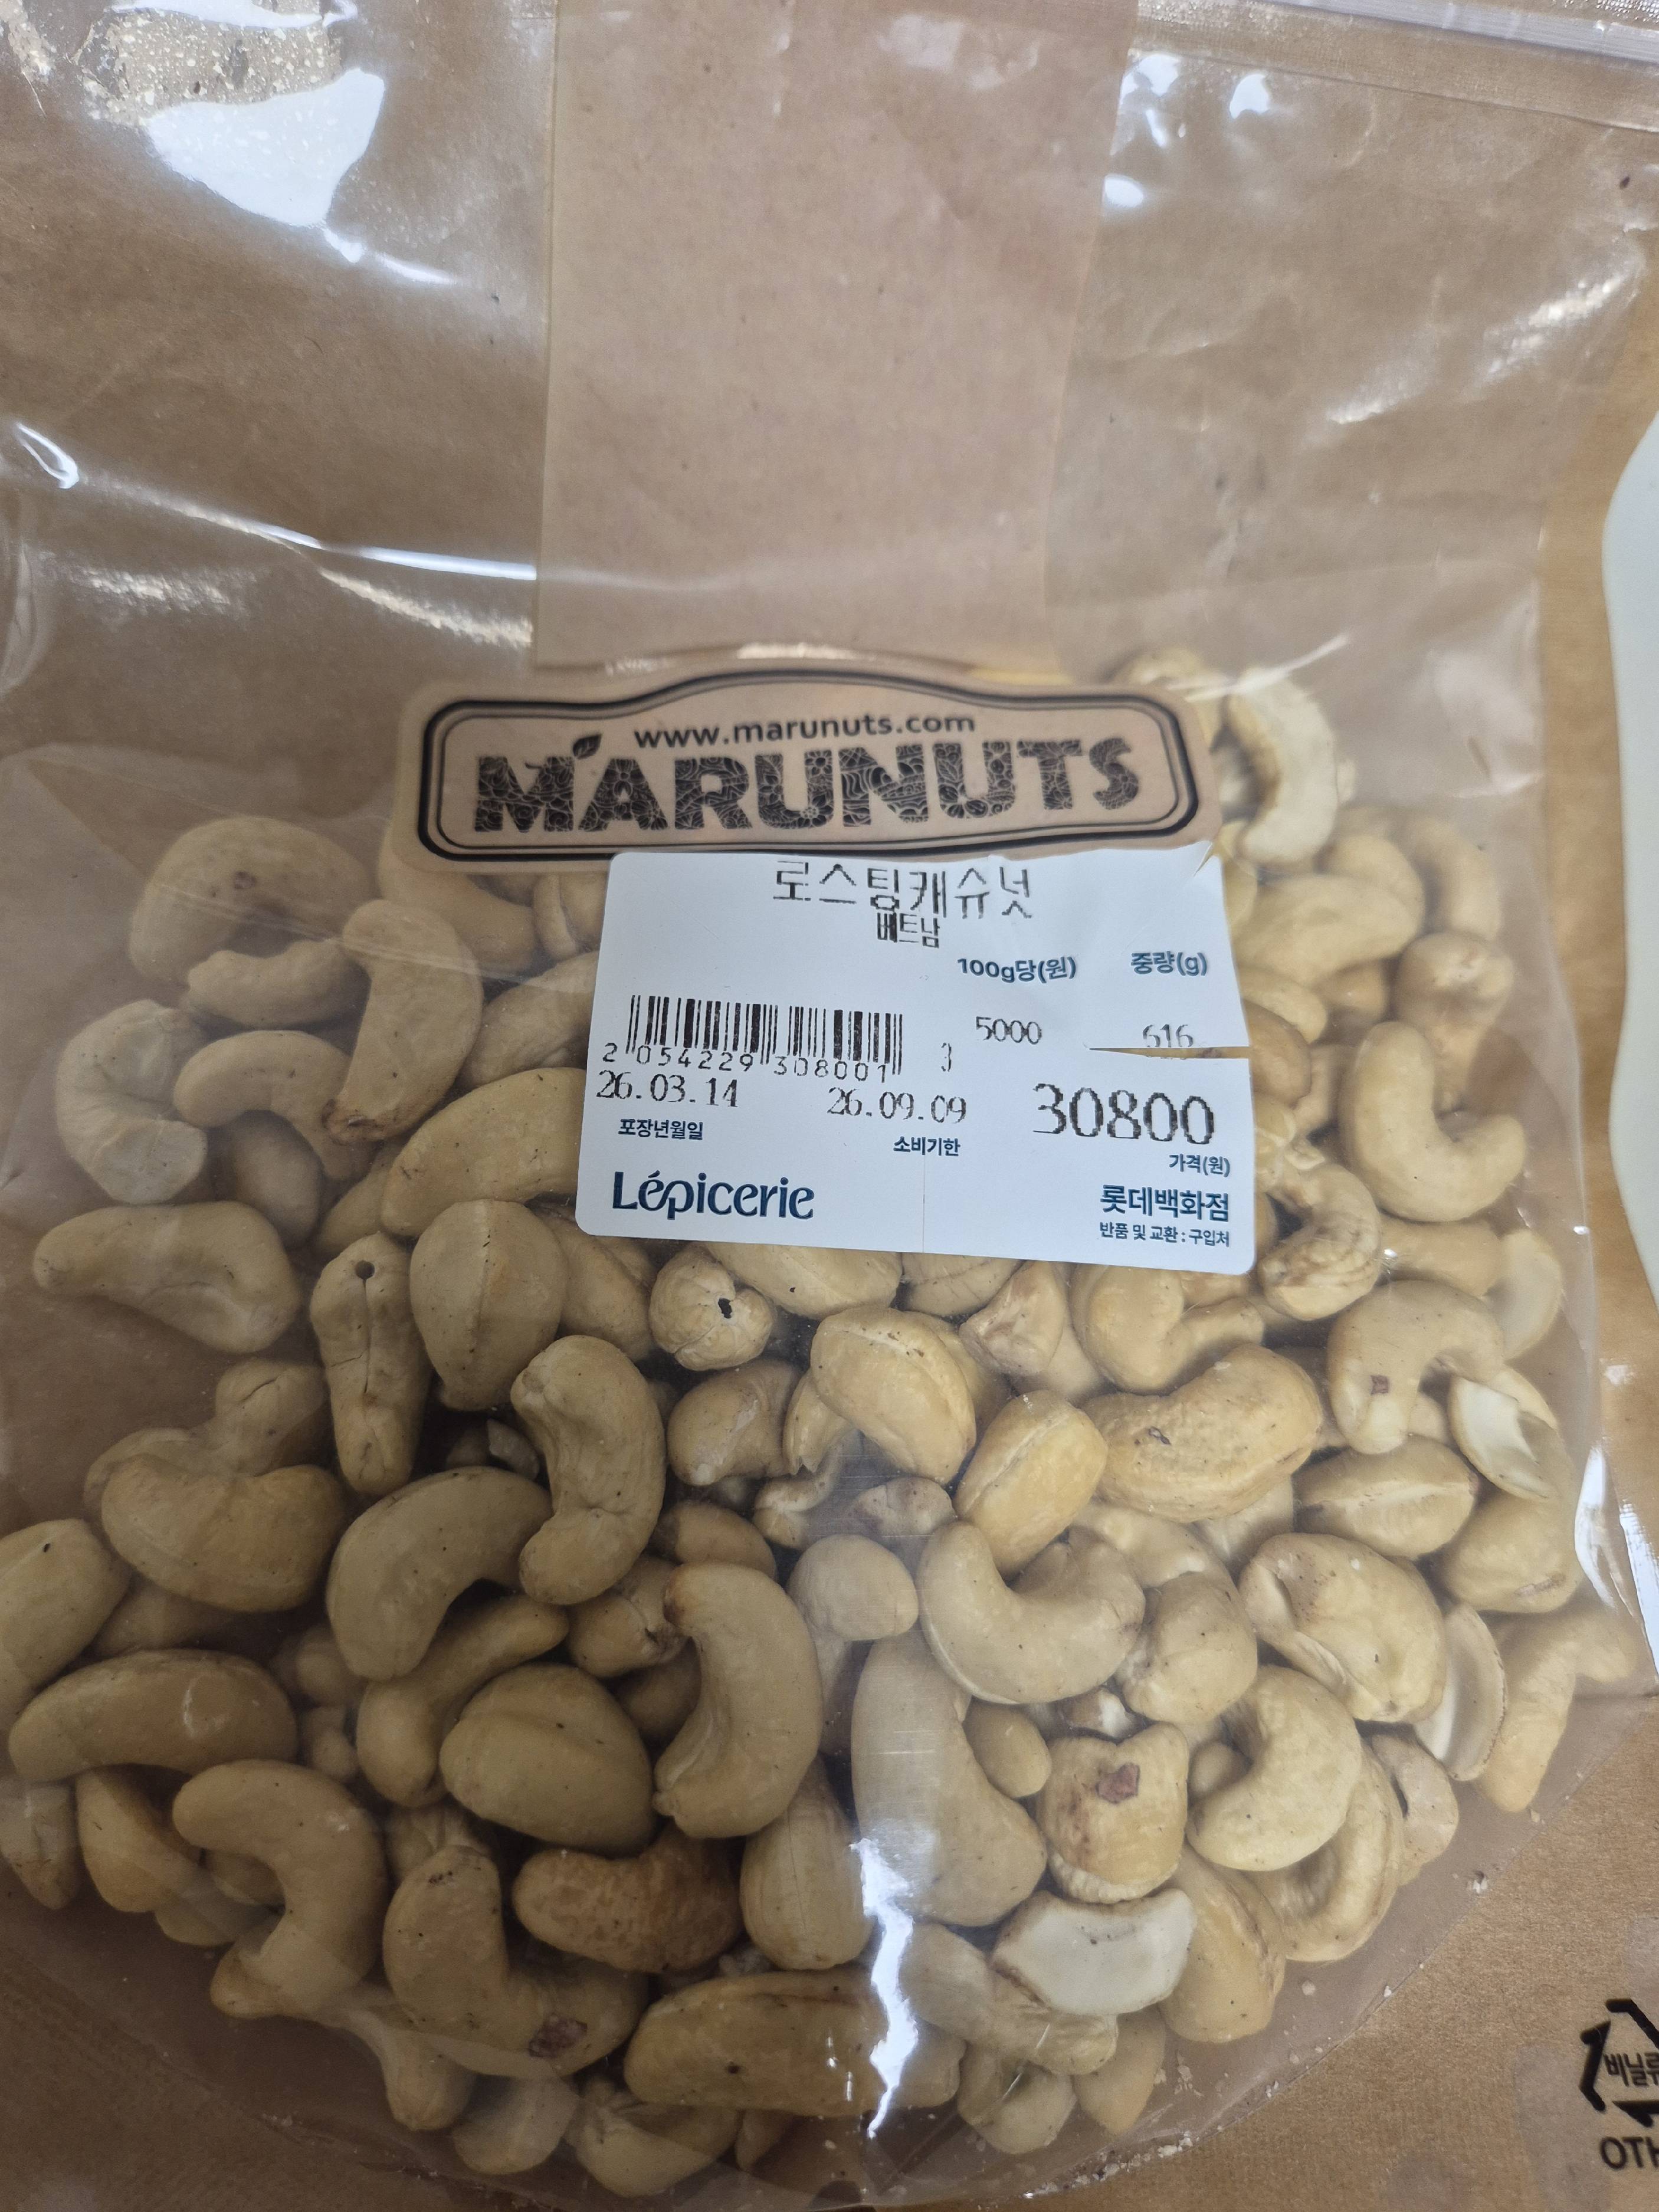 www.marunuts.com
MARUNUTS
로스팅캐슈넛
베트남
100g당(원) 중량(g)
5000 616
2 054229 308001 3
26.03.14 26.09.09 30800
포장년월일 소비기한 가격(원)
Lépicerie 롯데백화점
반품 및 교환 : 구입처
비닐류